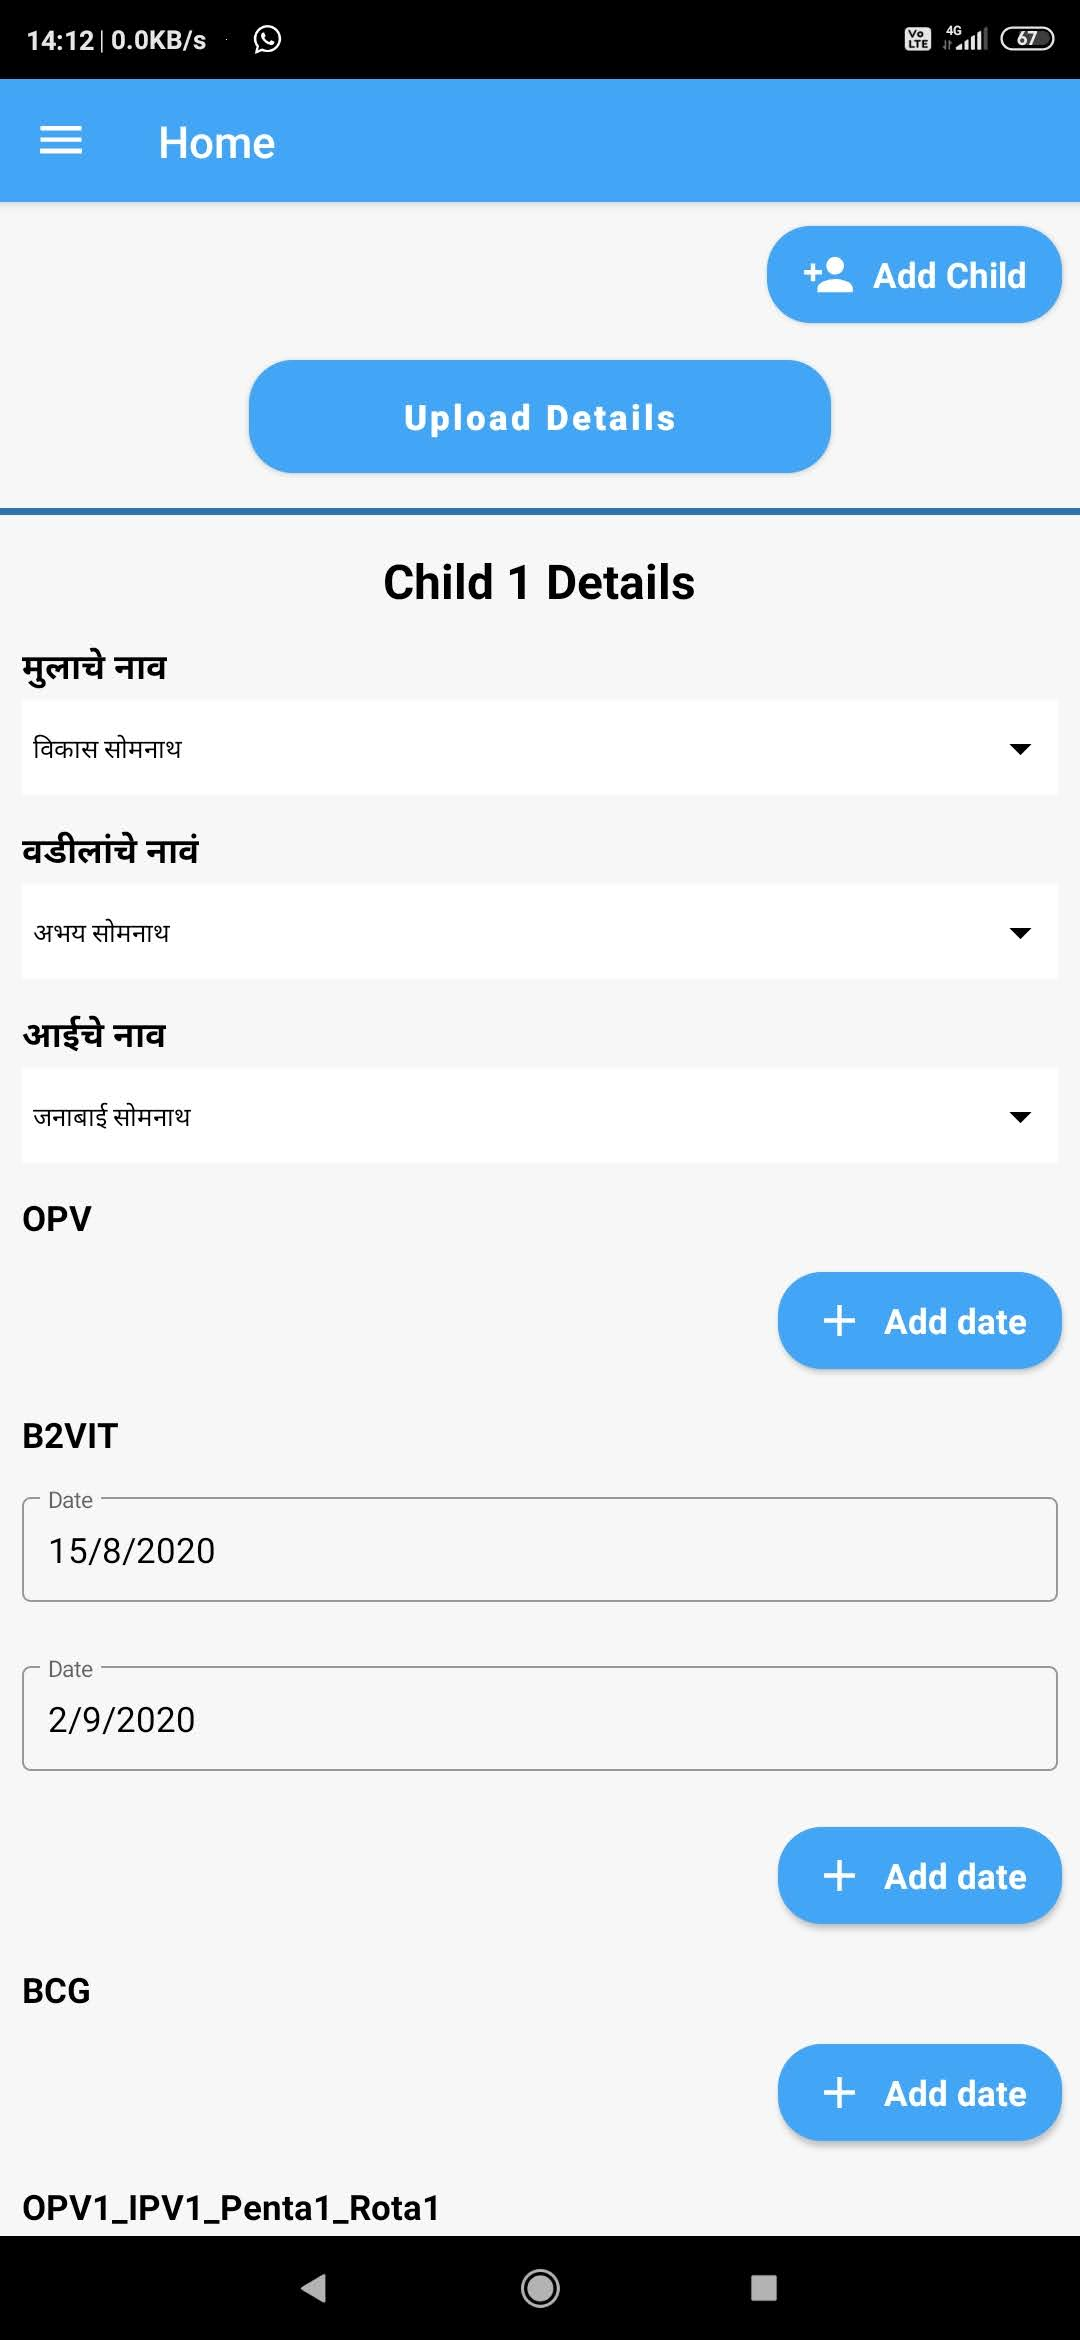 14:12 | 0.0KB/s
Vo LTE 4G 67
Home
Add Child
Upload Details
Child 1 Details
मुलाचे नाव
विकास सोमनाथ
वडीलांचे नावं
अभय सोमनाथ
आईचे नाव
जनाबाई सोमनाथ
OPV
Add date
B2VIT
Date
15/8/2020
Date
2/9/2020
Add date
BCG
Add date
OPV1_IPV1_Penta1_Rota1